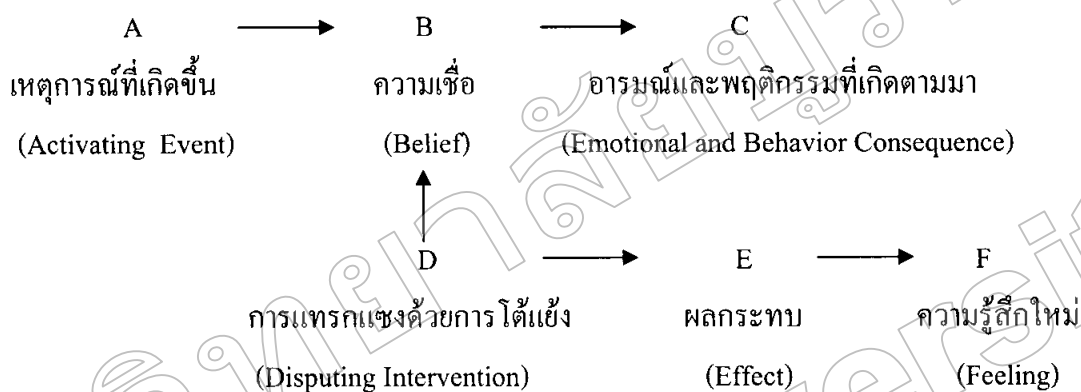 A B C
เหตุการณ์ที่เกิดขึ้น ความเชื่อ อารมณ์และพฤติกรรมที่เกิดตามมา
(Activating Event) (Belief) (Emotional and Behavior Consequence)
D E F
การแทรกแซงด้วยการโต้แย้ง ผลกระทบ ความรู้สึกใหม่
(Disputing Intervention) (Effect) (Feeling)